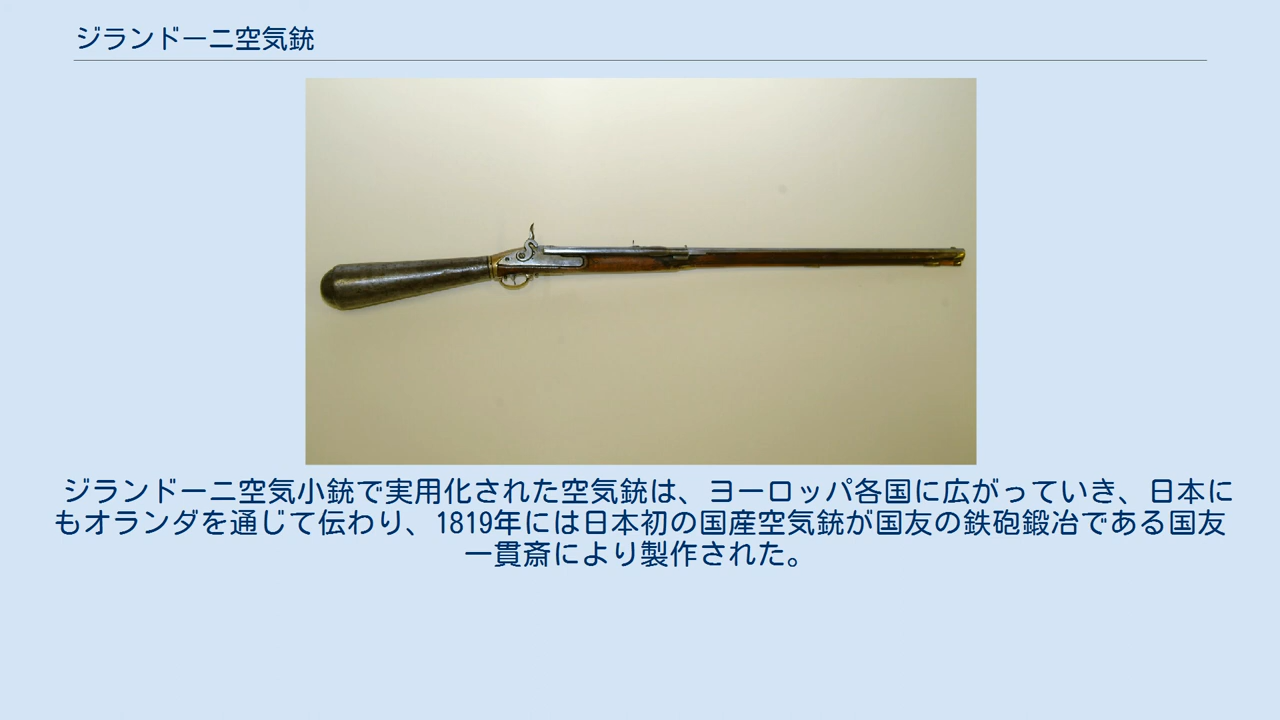 ジランドーニ空気銃
ジランドーニ空気小銃で実用化された空気銃は、ヨーロッパ各国に広がっていき、日本に
もオランダを通じて伝わり、1819年には日本初の国産空気銃が国友の鉄砲鍛冶である国友
一貫斎により製作された。